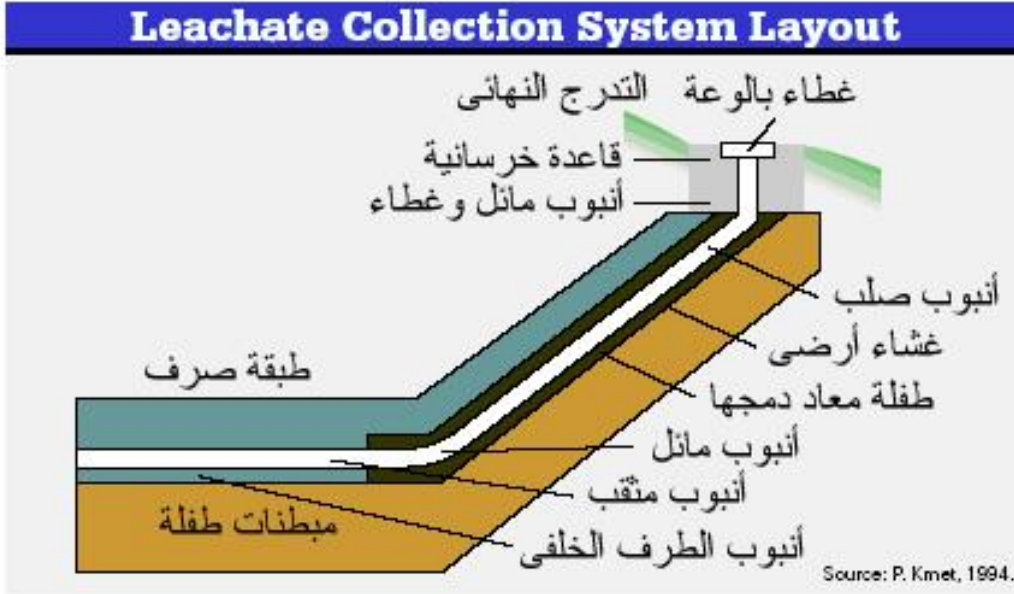 Leachate Collection System Layout
غطاء بالوعة
التدرج النهائى
قاعدة خرسانية
أنبوب مائل وغطاء
أنبوب صلب
غشاء أرضى
طفلة معاد دمجها
طبقة صرف
أنبوب مائل
أنبوب مثقب
مبطنات طفلة
أنبوب الطرف الخلفى
Source: P. Kmet, 1994.